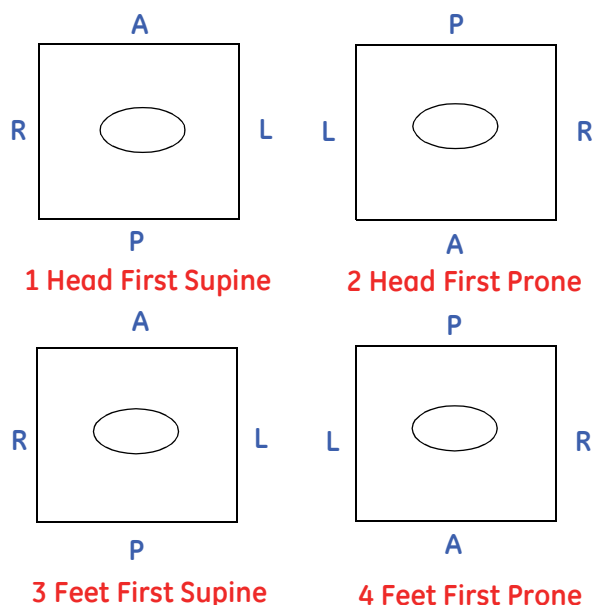 A
R
L
P
1 Head First Supine
P
L
R
A
2 Head First Prone
A
R
L
P
3 Feet First Supine
P
L
R
A
4 Feet First Prone